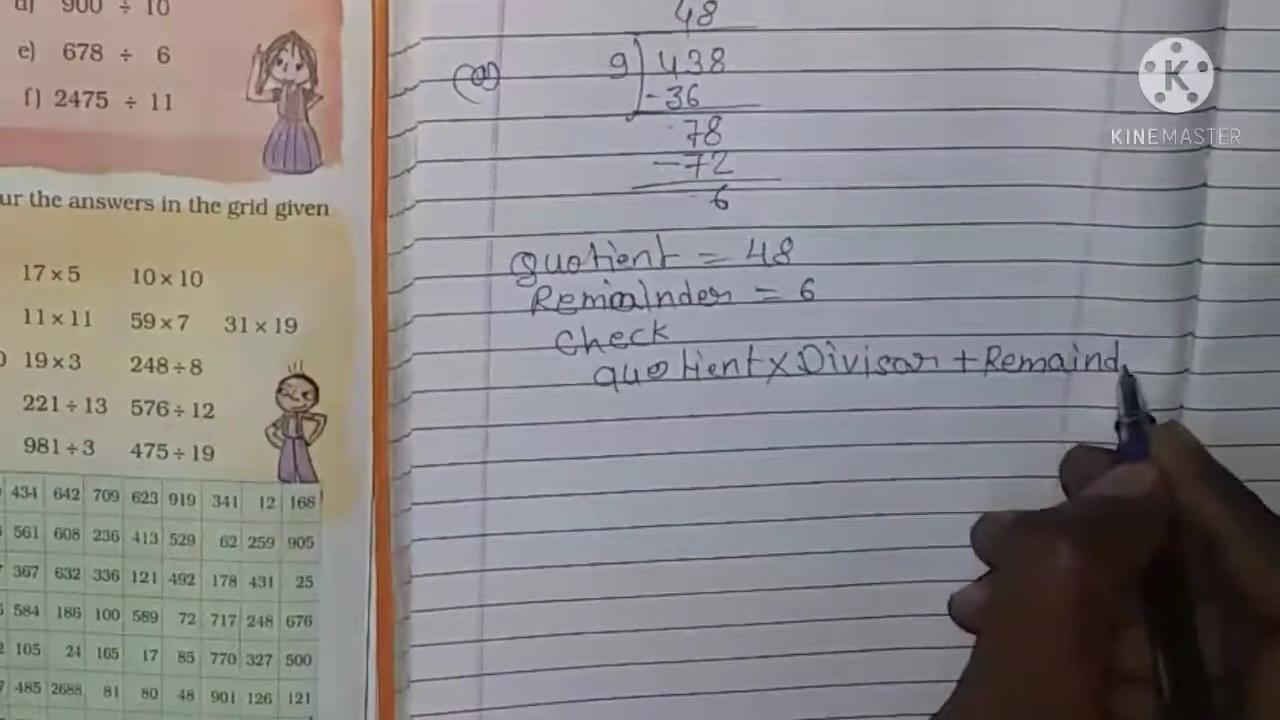 900 ÷ 10
e) 678 ÷ 6
f) 2475 ÷ 11
ur the answers in the grid given
17 × 5 10 × 10
11 × 11 59 × 7 31 × 19
19 × 3 248 ÷ 8
221 ÷ 13 576 ÷ 12
981 ÷ 3 475 ÷ 19
434 642 709 623 919 341 12 168
561 608 236 413 529 62 259 905
367 632 336 121 492 178 431 25
584 186 100 589 72 717 248 676
105 24 165 17 85 770 327 500
485 2688 81 80 48 901 126 121
48
(a) 9)438
-36
78
-72
6
Quotient = 48
Remainder = 6
Check
quotient × Divisar + Remaind
KINEMASTER